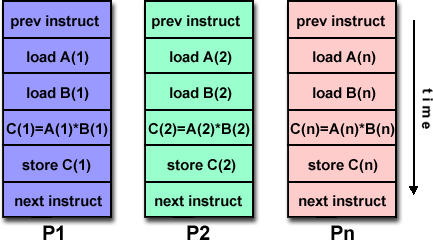 prev instruct
load A(1)
load B(1)
C(1)=A(1)*B(1)
store C(1)
next instruct
P1
prev instruct
load A(2)
load B(2)
C(2)=A(2)*B(2)
store C(2)
next instruct
P2
prev instruct
load A(n)
load B(n)
C(n)=A(n)*B(n)
store C(n)
next instruct
Pn
time